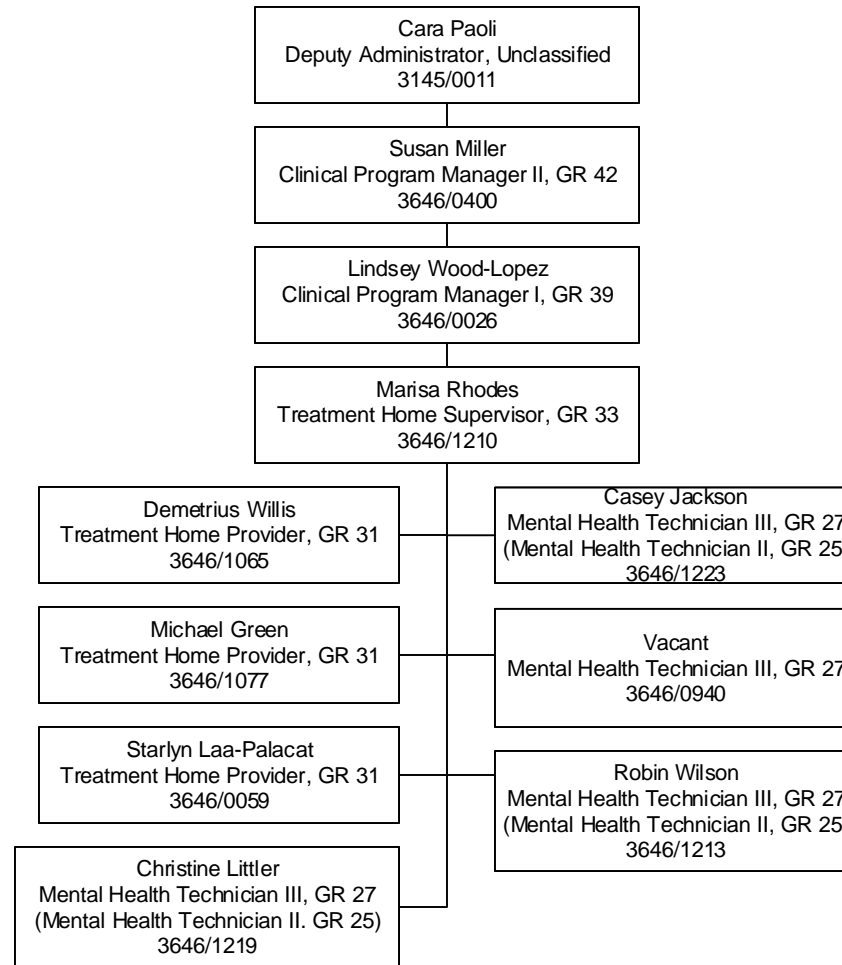 Cara Paoli
Deputy Administrator, Unclassified
3145/0011
Susan Miller
Clinical Program Manager II, GR 42
3646/0400
Lindsey Wood-Lopez
Clinical Program Manager I, GR 39
3646/0026
Marisa Rhodes
Treatment Home Supervisor, GR 33
3646/1210
Demetrius Willis
Treatment Home Provider, GR 31
3646/1065
Casey Jackson
Mental Health Technician III, GR 27
(Mental Health Technician II, GR 25
3646/1223
Michael Green
Treatment Home Provider, GR 31
3646/1077
Vacant
Mental Health Technician III, GR 27
3646/0940
Starlyn Laa-Palacat
Treatment Home Provider, GR 31
3646/0059
Robin Wilson
Mental Health Technician III, GR 27
(Mental Health Technician II, GR 25
3646/1213
Christine Littler
Mental Health Technician III, GR 27
(Mental Health Technician II. GR 25)
3646/1219